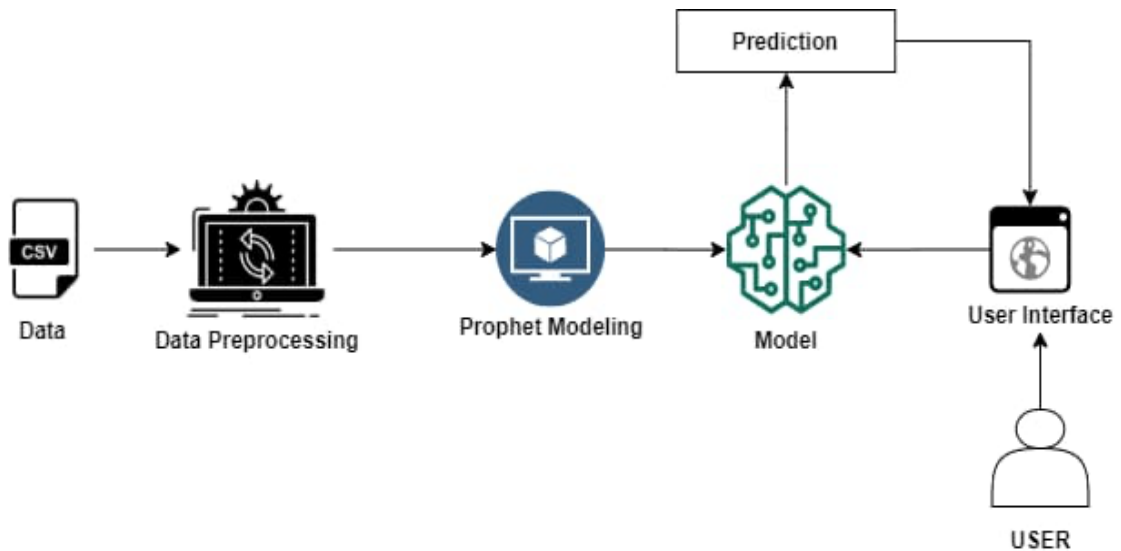 Prediction
CSV
Data
Data Preprocessing
Prophet Modeling
Model
User Interface
USER